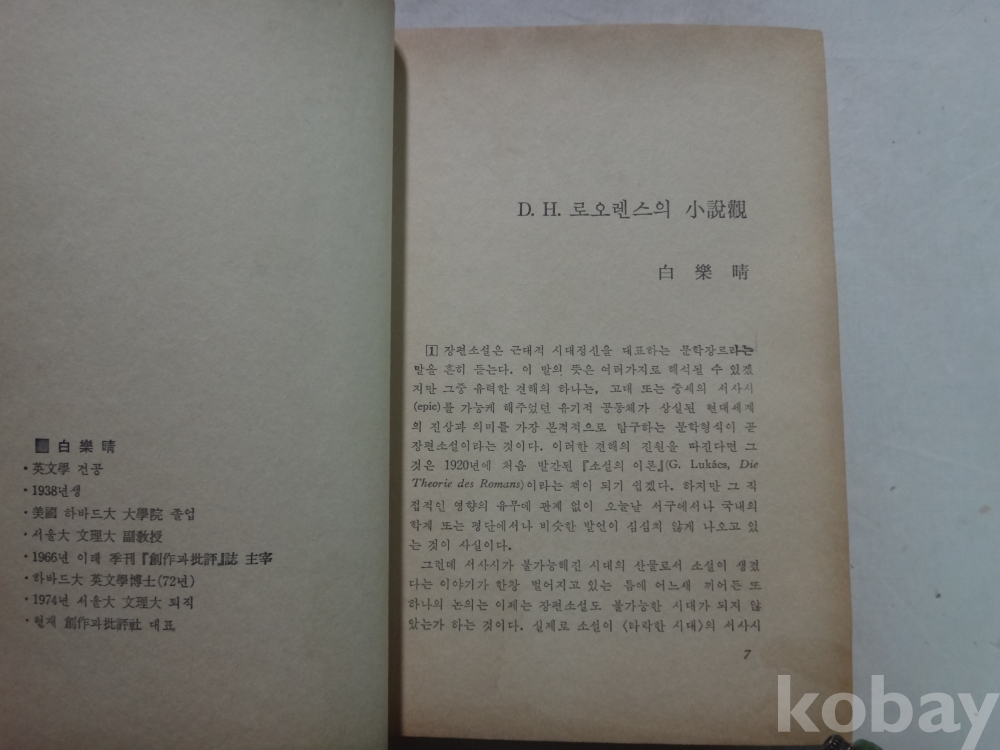 白樂晴
· 英文學 전공
· 1938년생
· 美國 하바드大 大學院 졸업
· 서울大 文理大 副敎授
· 1966년 이래 季刊『創作과批評』誌 主宰
· 하바드大 英文學博士(72년)
· 1974년 서울大 文理大 퇴직
· 현재 創作과批評社 대표
D. H. 로오렌스의 小說觀
白樂晴
1 장편소설은 근대적 시대정신을 대표하는 문학장르라는
말을 흔히 듣는다. 이 말의 뜻은 여러가지로 해석될 수 있겠
지만 그중 유력한 견해의 하나는, 고대 또는 중세의 서사시
(epic)를 가능케 해주었던 유기적 공동체가 상실된 현대세계
의 진상과 의미를 가장 본격적으로 탐구하는 문학형식이 곧
장편소설이라는 것이다. 이러한 견해의 진원을 따진다면 그
것은 1920년에 처음 발간된 『소설의 이론』(G. Lukács, Die
Theorie des Romans)이라는 책이 되기 쉽겠다. 하지만 그 직
접적인 영향의 유무에 관계 없이 오늘날 서구에서나 국내의
학계 또는 평단에서나 비슷한 발언이 심심치 않게 나오고 있
는 것이 사실이다.
그런데 서사시가 불가능해진 시대의 산물로서 소설이 생겼
다는 이야기가 한창 벌어지고 있는 틈에 어느새 끼어든 또
하나의 논의는 이제는 장편소설도 불가능한 시대가 되지 않
았는가 하는 것이다. 실제로 소설이 〈타락한 시대〉의 서사시
7
kobay